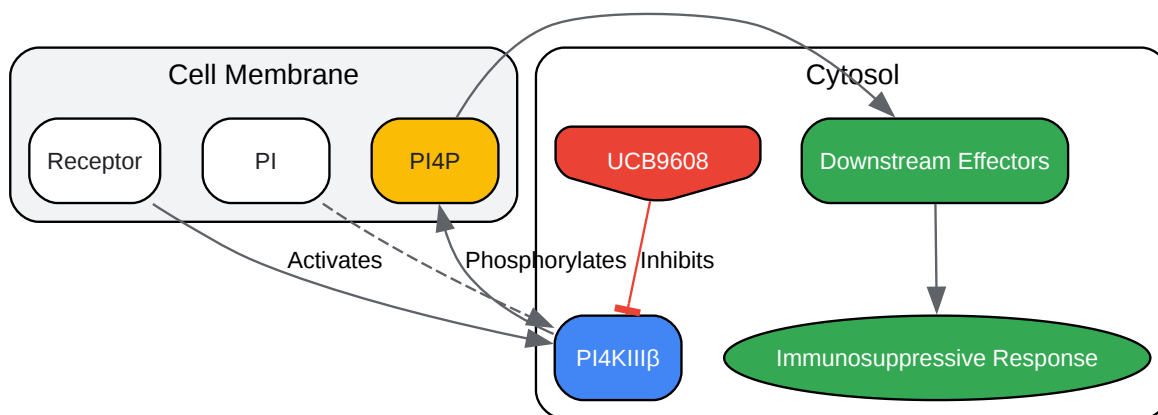 Cell Membrane
Cytosol
Receptor
PI
PI4P
UCB9608
Downstream Effectors
Activates
Phosphorylates
Inhibits
PI4KIIIβ
Immunosuppressive Response